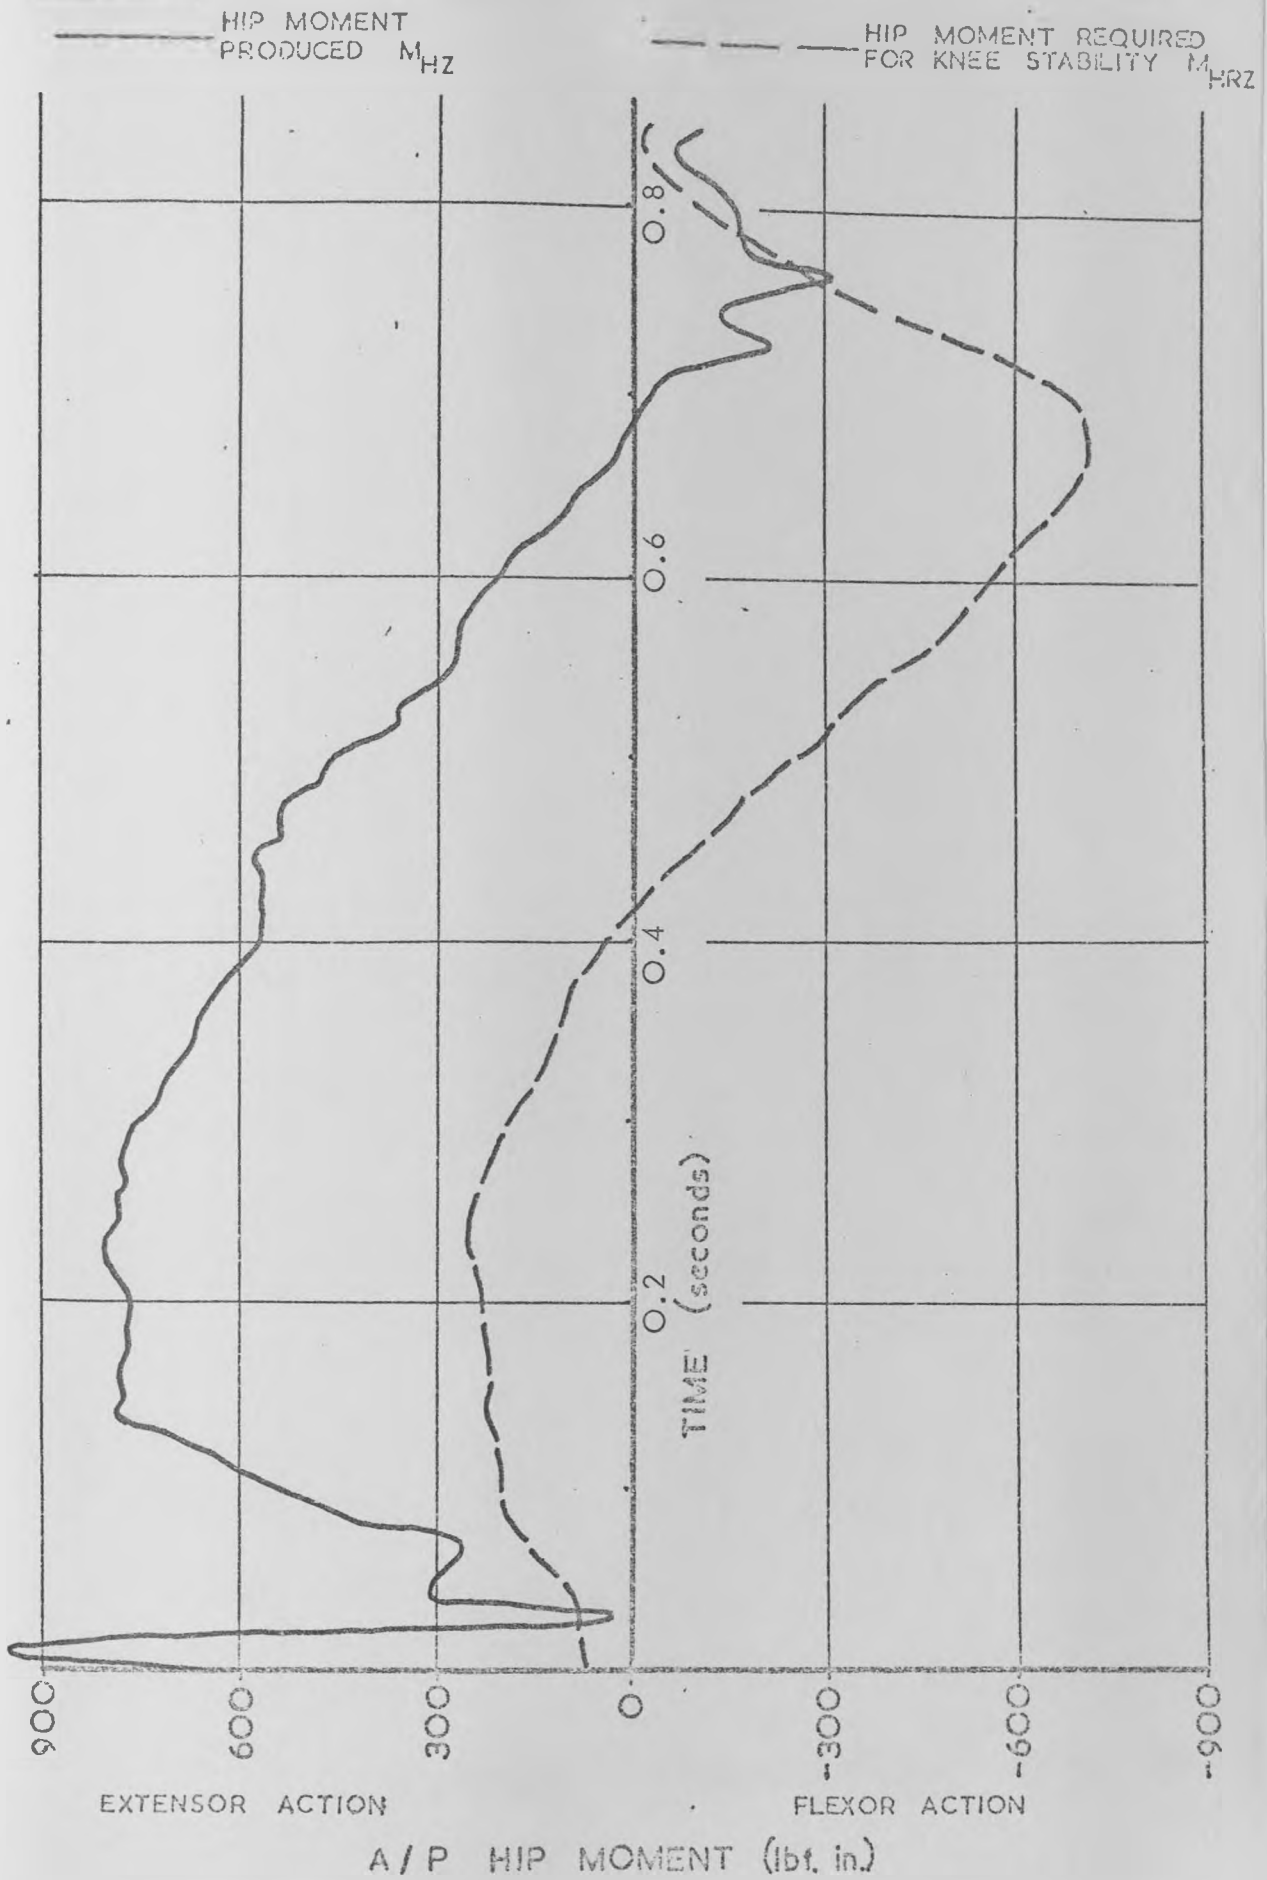 HIP MOMENT
PRODUCED M_HZ
HIP MOMENT REQUIRED
FOR KNEE STABILITY M_HRZ
0.8
0.6
0.4
0.2
TIME (seconds)
900
600
300
0
-300
-600
-900
EXTENSOR ACTION
FLEXOR ACTION
A/P HIP MOMENT (lbf. in.)